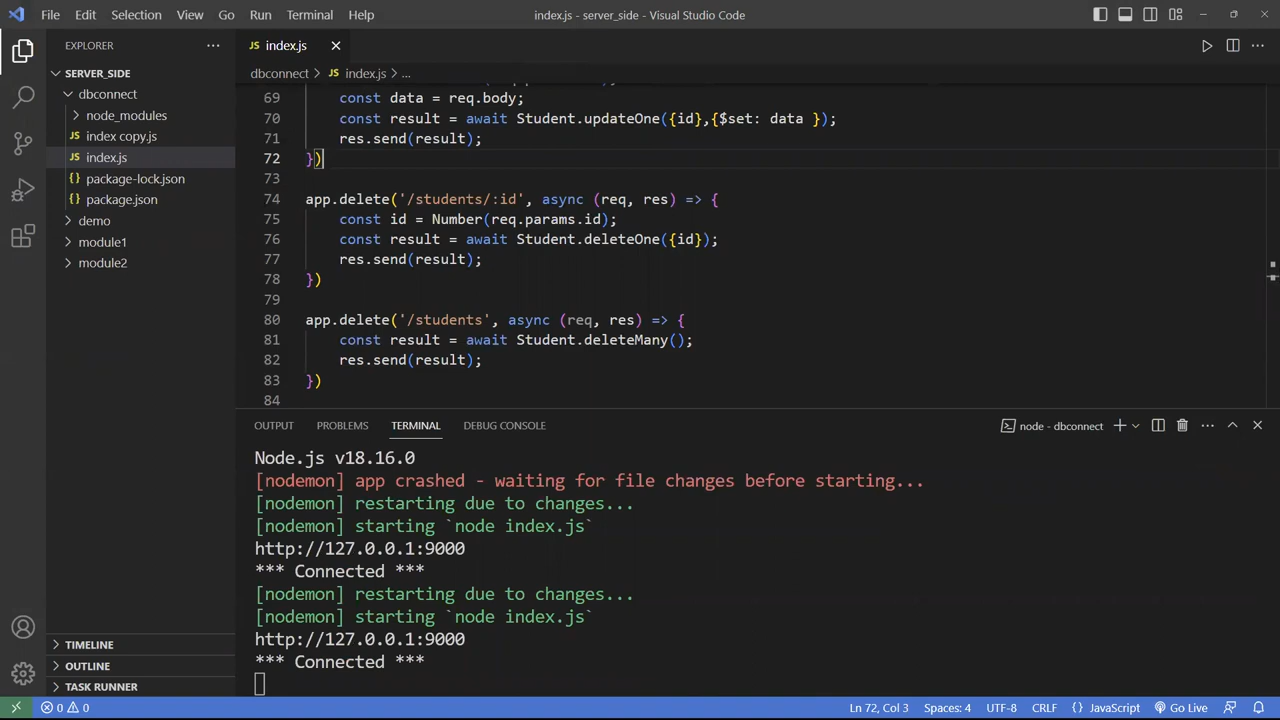 File Edit Selection View Go Run Terminal Help
index.js - server_side - Visual Studio Code
EXPLORER
JS index.js
SERVER_SIDE
dbconnect
node_modules
JS index copy.js
JS index.js
{} package-lock.json
{} package.json
demo
module1
module2
TIMELINE
OUTLINE
TASK RUNNER
dbconnect > JS index.js > ...
69 const data = req.body;
70 const result = await Student.updateOne({id},{$set: data });
71 res.send(result);
72 })
73
74 app.delete('/students/:id', async (req, res) => {
75 const id = Number(req.params.id);
76 const result = await Student.deleteOne({id});
77 res.send(result);
78 })
79
80 app.delete('/students', async (req, res) => {
81 const result = await Student.deleteMany();
82 res.send(result);
83 })
84
OUTPUT PROBLEMS TERMINAL DEBUG CONSOLE
node - dbconnect
Node.js v18.16.0
[nodemon] app crashed - waiting for file changes before starting...
[nodemon] restarting due to changes...
[nodemon] starting `node index.js`
http://127.0.0.1:9000
*** Connected ***
[nodemon] restarting due to changes...
[nodemon] starting `node index.js`
http://127.0.0.1:9000
*** Connected ***
0 0 Ln 72, Col 3 Spaces: 4 UTF-8 CRLF {} JavaScript Go Live